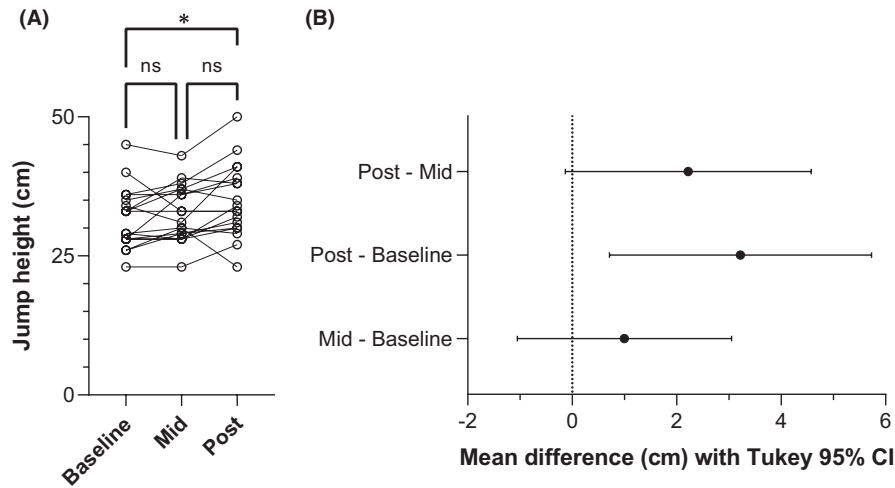 (A)
*
ns ns
50
25
0
Jump height (cm)
Baseline
Mid
Post
(B)
Post - Mid
Post - Baseline
Mid - Baseline
-2 0 2 4 6
Mean difference (cm) with Tukey 95% CI